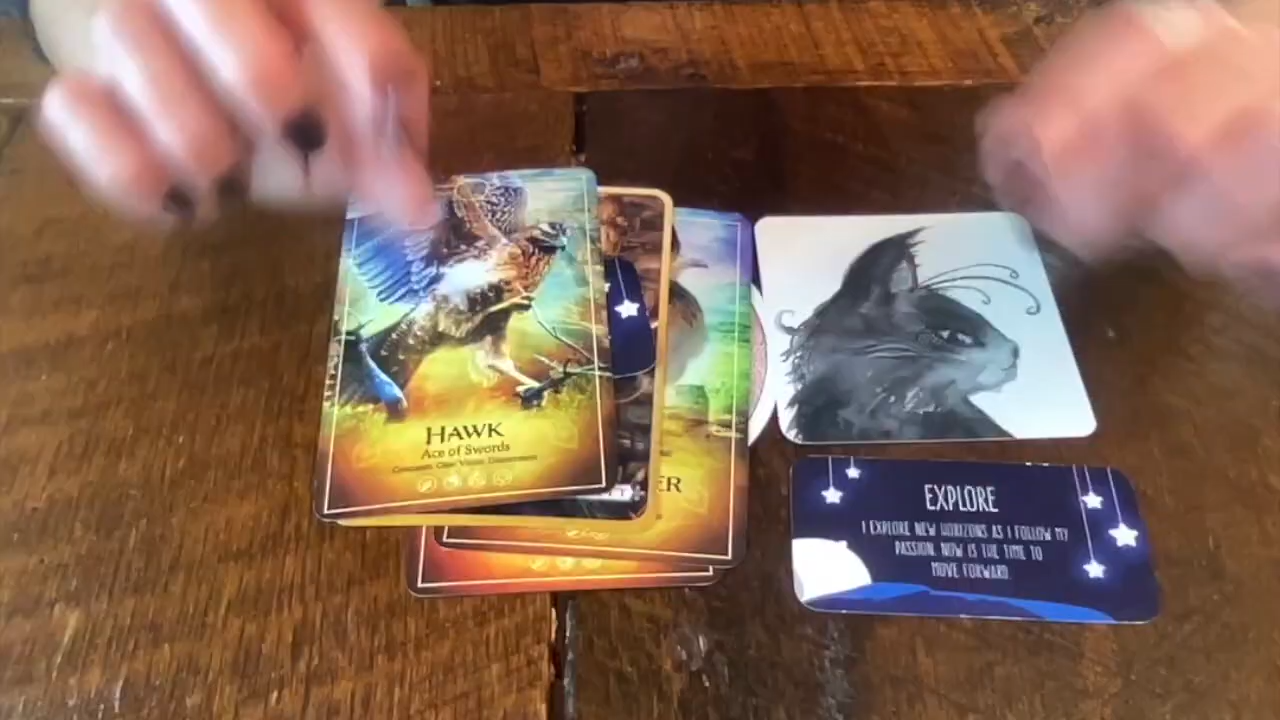 HAWK
Ace of Swords
ER
EXPLORE
I EXPLORE NEW HORIZONS AS I FOLLOW MY
PASSION. NOW IS THE TIME TO
MOVE FORWARD.